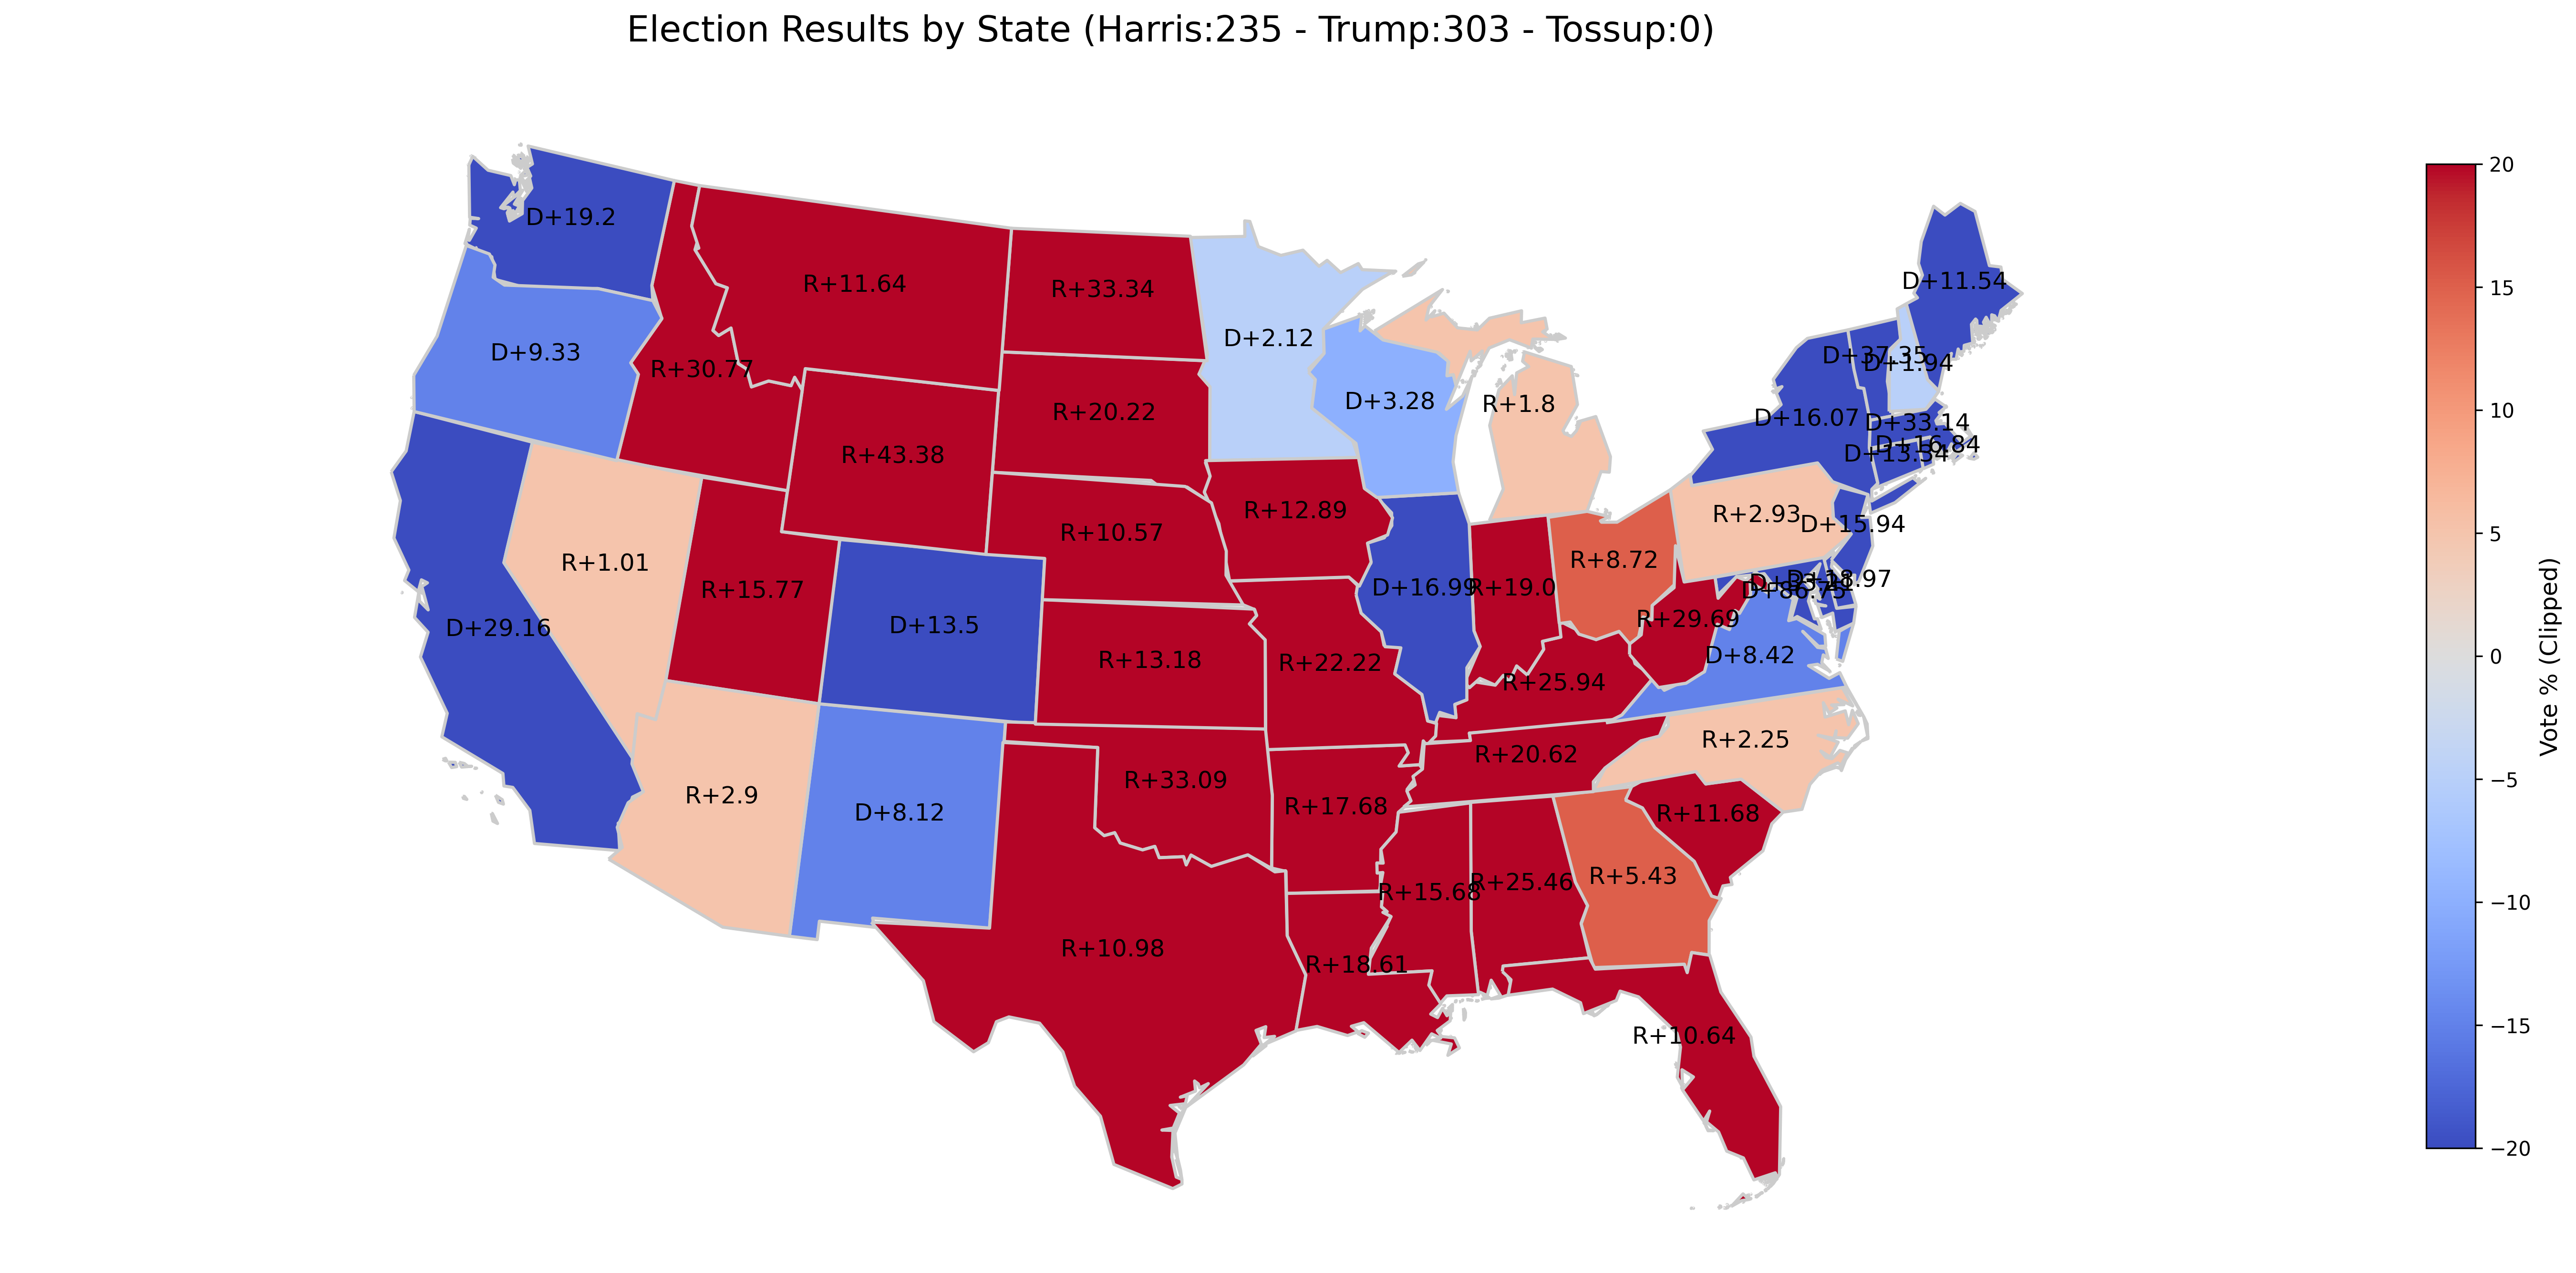 Election Results by State (Harris:235 - Trump:303 - Tossup:0)
D+19.2
R+11.64
R+33.34
D+2.12
D+11.54
D+9.33
R+30.77
R+20.22
D+3.28
R+1.8
D+37.35
D+1.94
D+16.07
D+33.14
D+16.84
D+13.54
R+43.38
R+12.89
R+2.93
D+15.94
R+10.57
R+1.01
R+15.77
D+16.99
R+19.0
R+8.72
D+86.75
R+29.69
D+29.16
D+13.5
R+13.18
R+22.22
R+25.94
D+8.42
R+2.25
R+20.62
R+33.09
R+2.9
D+8.12
R+17.68
R+11.68
R+15.68
R+25.46
R+5.43
R+10.98
R+18.61
R+10.64
20
15
10
5
0
−5
−10
−15
−20
Vote % (Clipped)